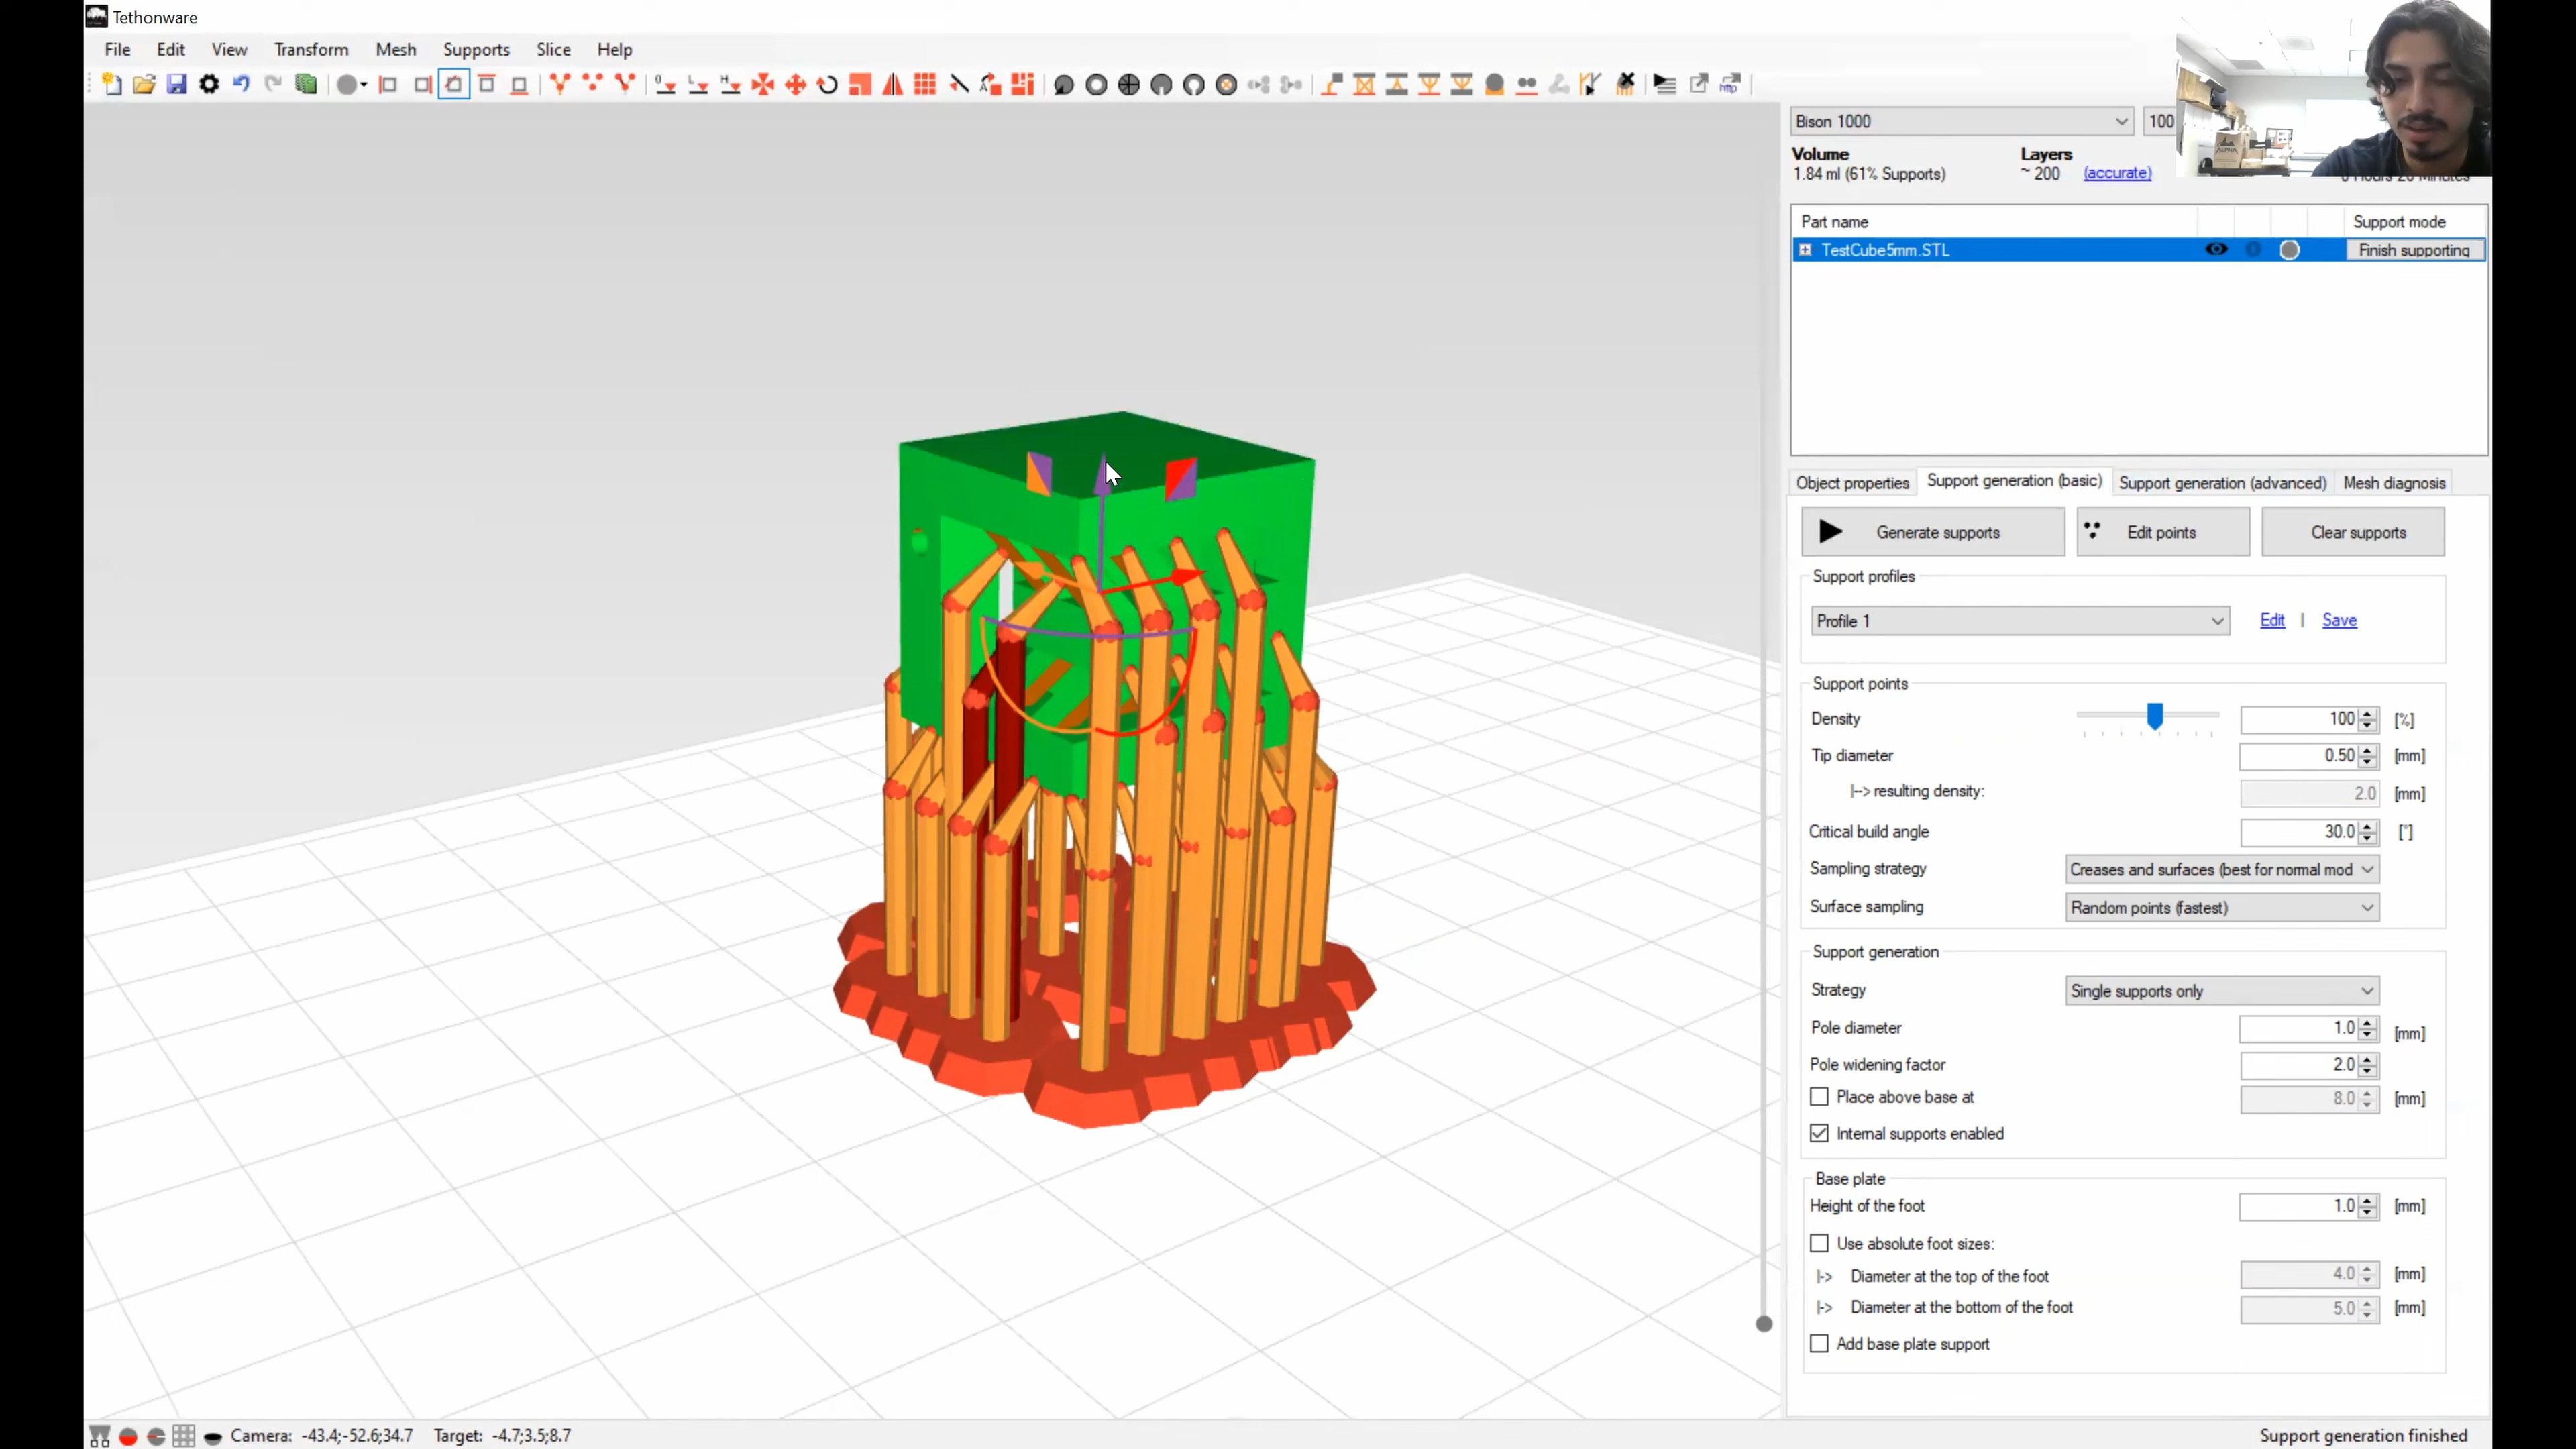 Tethonware
File Edit View Transform Mesh Supports Slice Help
http
Bison 1000 100
Volume Layers
1.84 ml (61% Supports) ~ 200 (accurate)
Part name Support mode
TestCube5mm.STL Finish supporting
Object properties Support generation (basic) Support generation (advanced) Mesh diagnosis
Generate supports Edit points Clear supports
Support profiles
Profile 1 Edit | Save
Support points
Density 100 [%]
Tip diameter 0.50 [mm]
|--> resulting density: 2.0 [mm]
Critical build angle 30.0 [°]
Sampling strategy Creases and surfaces (best for normal mod
Surface sampling Random points (fastest)
Support generation
Strategy Single supports only
Pole diameter 1.0 [mm]
Pole widening factor 2.0
Place above base at 8.0 [mm]
Internal supports enabled
Base plate
Height of the foot 1.0 [mm]
Use absolute foot sizes:
|-> Diameter at the top of the foot 4.0 [mm]
|-> Diameter at the bottom of the foot 5.0 [mm]
Add base plate support
Camera: -43.4;-52.6;34.7 Target: -4.7;3.5;8.7 Support generation finished